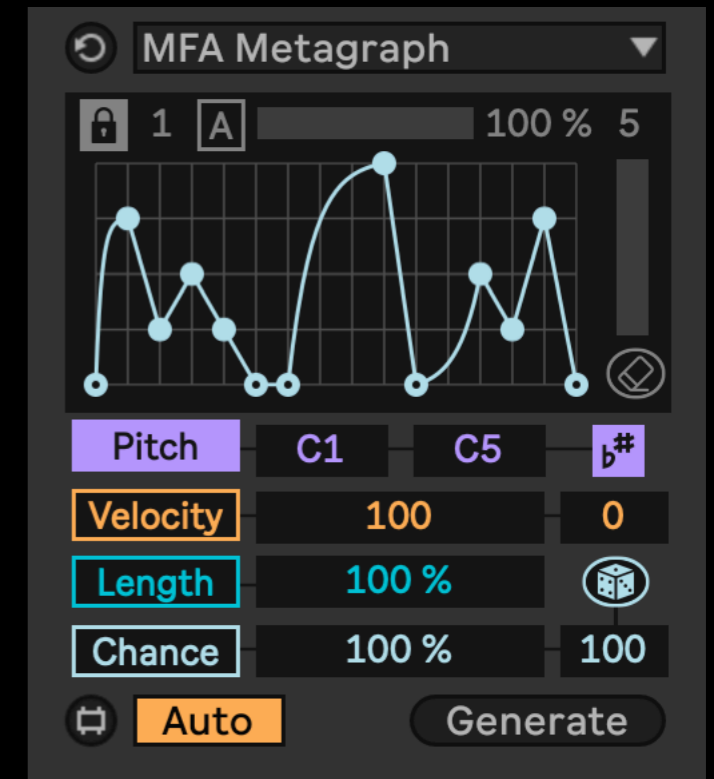 MFA Metagraph
1 A 100 % 5
Pitch C1 C5 ♭#
Velocity 100 0
Length 100 %
Chance 100 % 100
Auto Generate